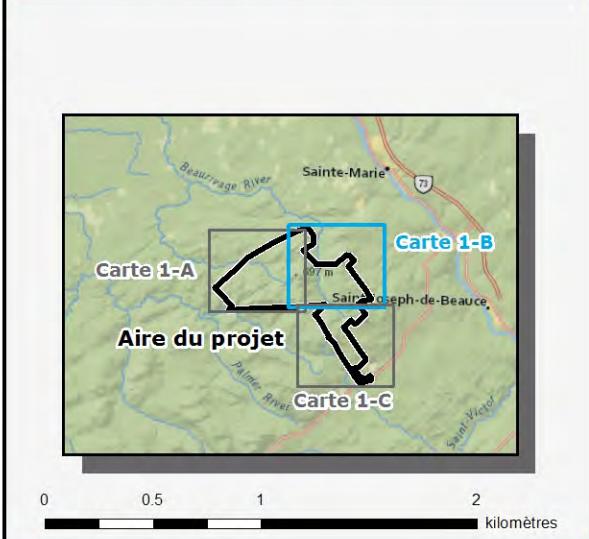 Beaurivage River
Sainte-Marie
73
Carte 1-B
Carte 1-A
697 m
Saint-Joseph-de-Beauce
Aire du projet
Palmer River
Carte 1-C
Saint-Victor
0 0.5 1 2
kilomètres